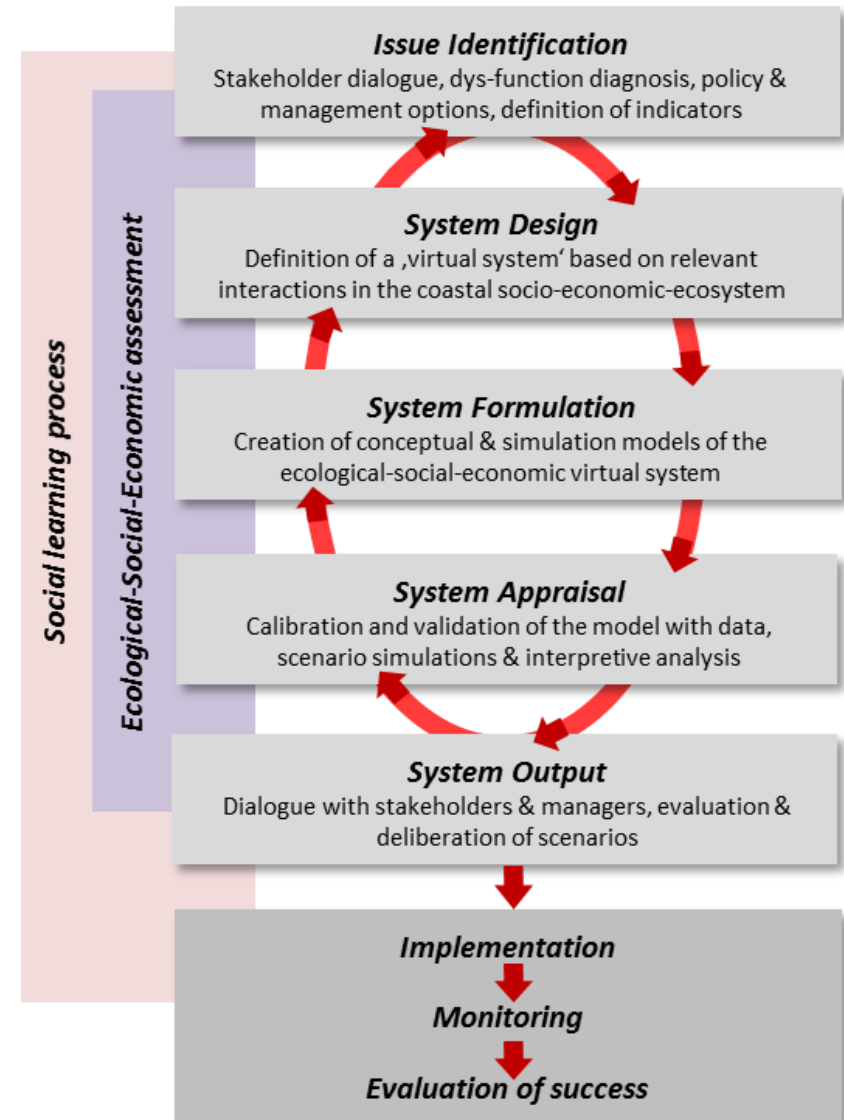 Issue Identification
Stakeholder dialogue, dys-function diagnosis, policy &
management options, definition of indicators
System Design
Definition of a ‚virtual system‘ based on relevant
interactions in the coastal socio-economic-ecosystem
System Formulation
Creation of conceptual & simulation models of the
ecological-social-economic virtual system
System Appraisal
Calibration and validation of the model with data,
scenario simulations & interpretive analysis
System Output
Dialogue with stakeholders & managers, evaluation &
deliberation of scenarios
Implementation
Monitoring
Evaluation of success
Social learning process
Ecological-Social-Economic assessment